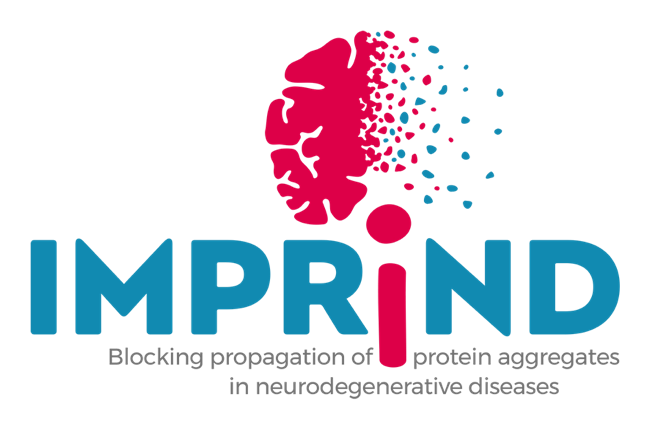 IMPRiND
Blocking propagation of protein aggregates
in neurodegenerative diseases